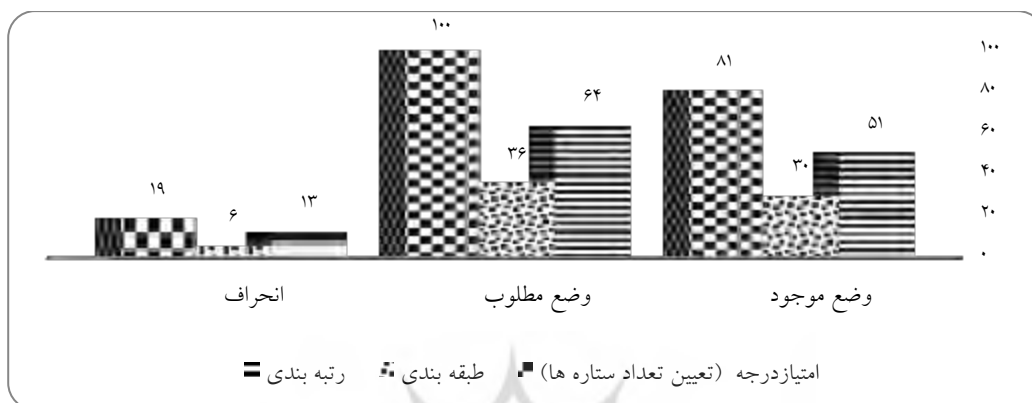 ۱۰۰
۸۰
۶۰
۴۰
۲۰
۰
۸۱
۳۰
۵۱
۱۰۰
۳۶
۶۴
۱۹
۶
۱۳
وضع موجود
وضع مطلوب
انحراف
امتیازدرجه (تعیین تعداد ستاره ها)
طبقه بندی
رتبه بندی